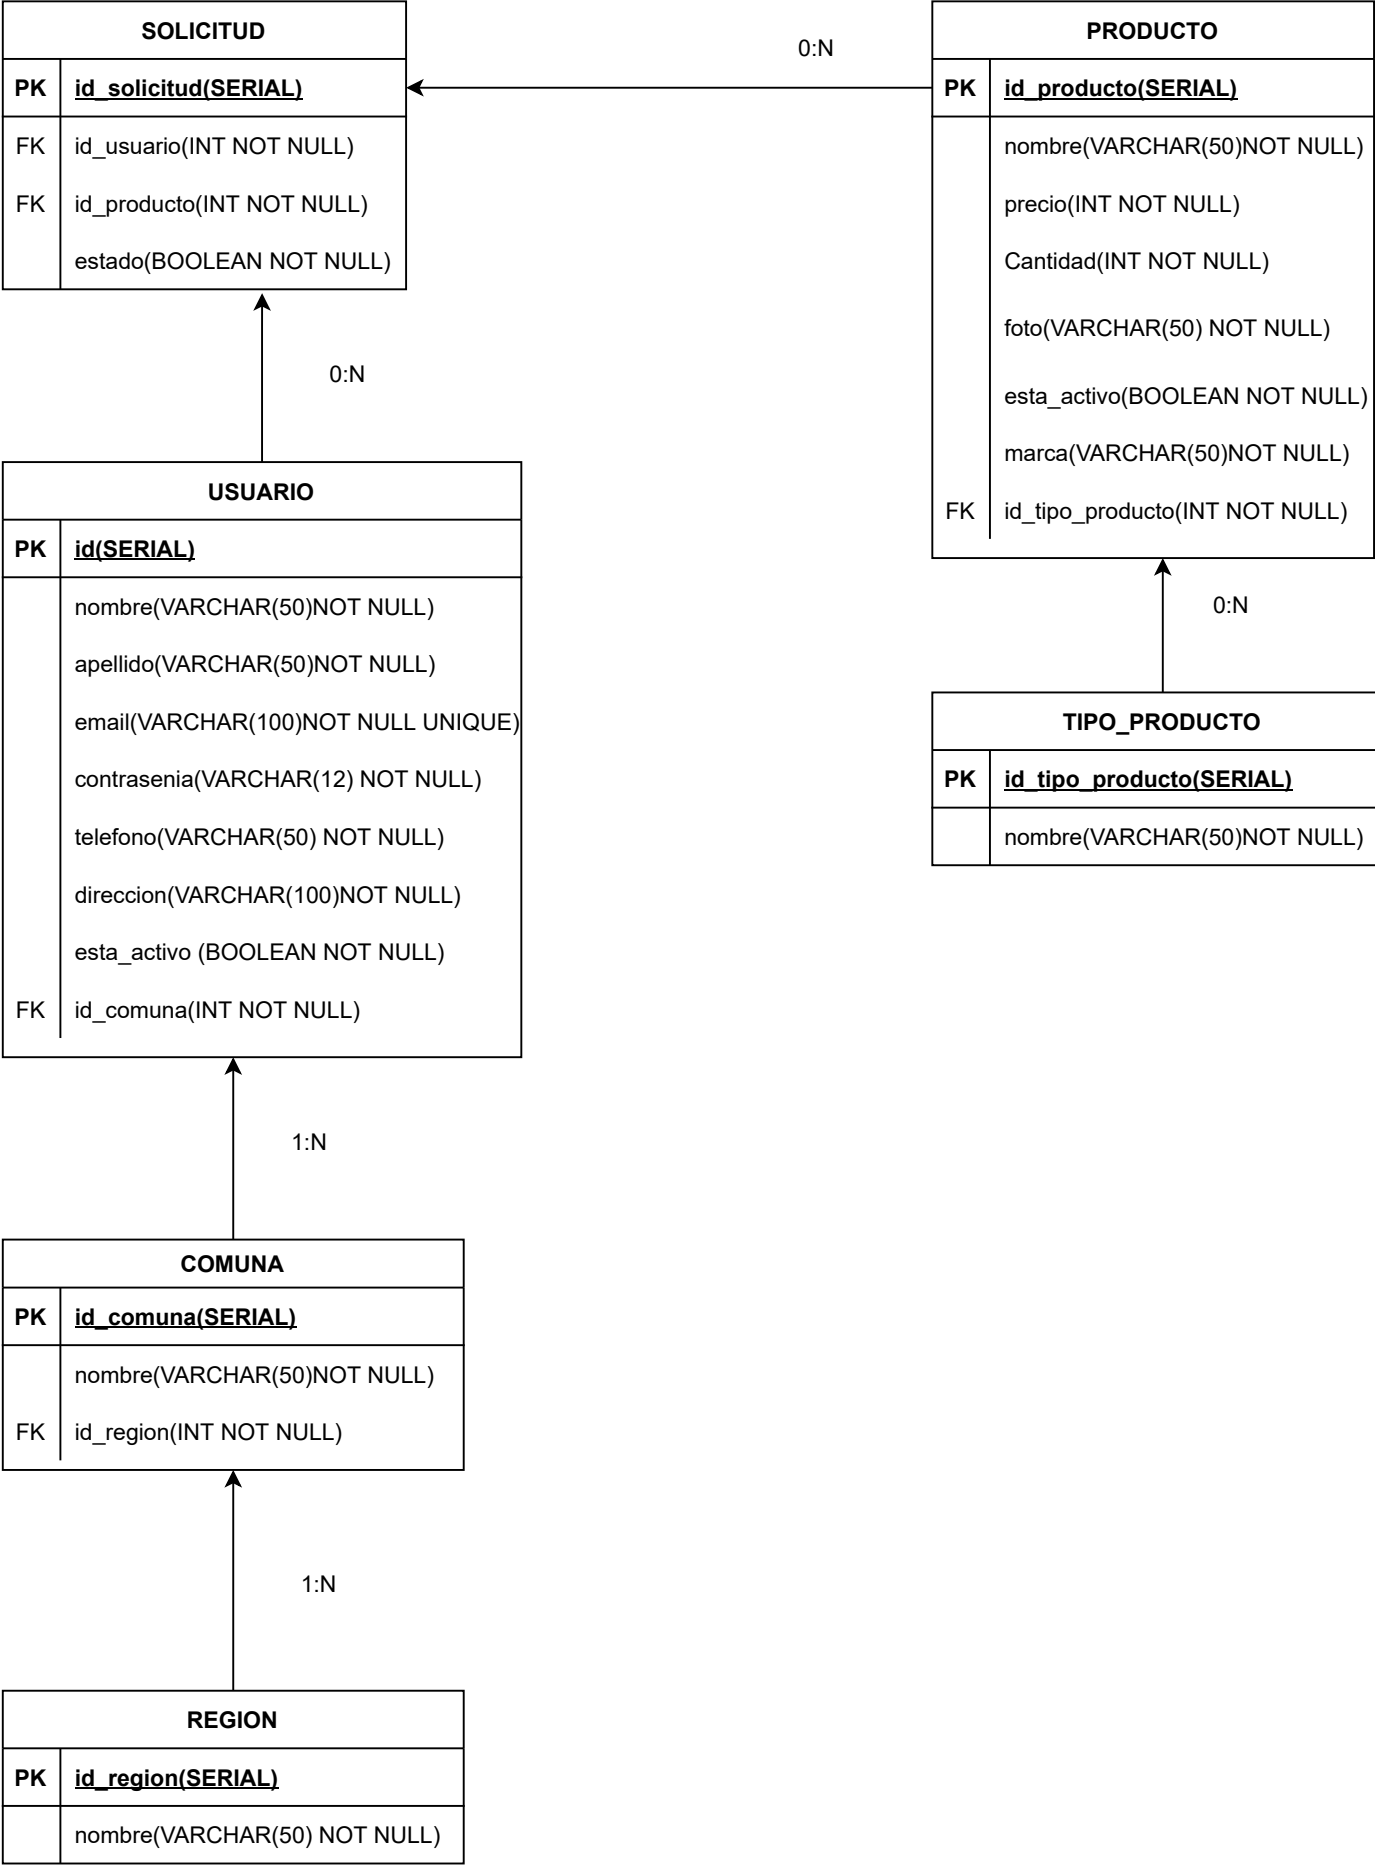 SOLICITUD
PK id_solicitud(SERIAL)
FK id_usuario(INT NOT NULL)
FK id_producto(INT NOT NULL)
estado(BOOLEAN NOT NULL)
0:N
PRODUCTO
PK id_producto(SERIAL)
nombre(VARCHAR(50)NOT NULL)
precio(INT NOT NULL)
Cantidad(INT NOT NULL)
foto(VARCHAR(50) NOT NULL)
esta_activo(BOOLEAN NOT NULL)
marca(VARCHAR(50)NOT NULL)
FK id_tipo_producto(INT NOT NULL)
0:N
USUARIO
PK id(SERIAL)
nombre(VARCHAR(50)NOT NULL)
apellido(VARCHAR(50)NOT NULL)
email(VARCHAR(100)NOT NULL UNIQUE)
contrasenia(VARCHAR(12) NOT NULL)
telefono(VARCHAR(50) NOT NULL)
direccion(VARCHAR(100)NOT NULL)
esta_activo (BOOLEAN NOT NULL)
FK id_comuna(INT NOT NULL)
0:N
TIPO_PRODUCTO
PK id_tipo_producto(SERIAL)
nombre(VARCHAR(50)NOT NULL)
1:N
COMUNA
PK id_comuna(SERIAL)
nombre(VARCHAR(50)NOT NULL)
FK id_region(INT NOT NULL)
1:N
REGION
PK id_region(SERIAL)
nombre(VARCHAR(50) NOT NULL)